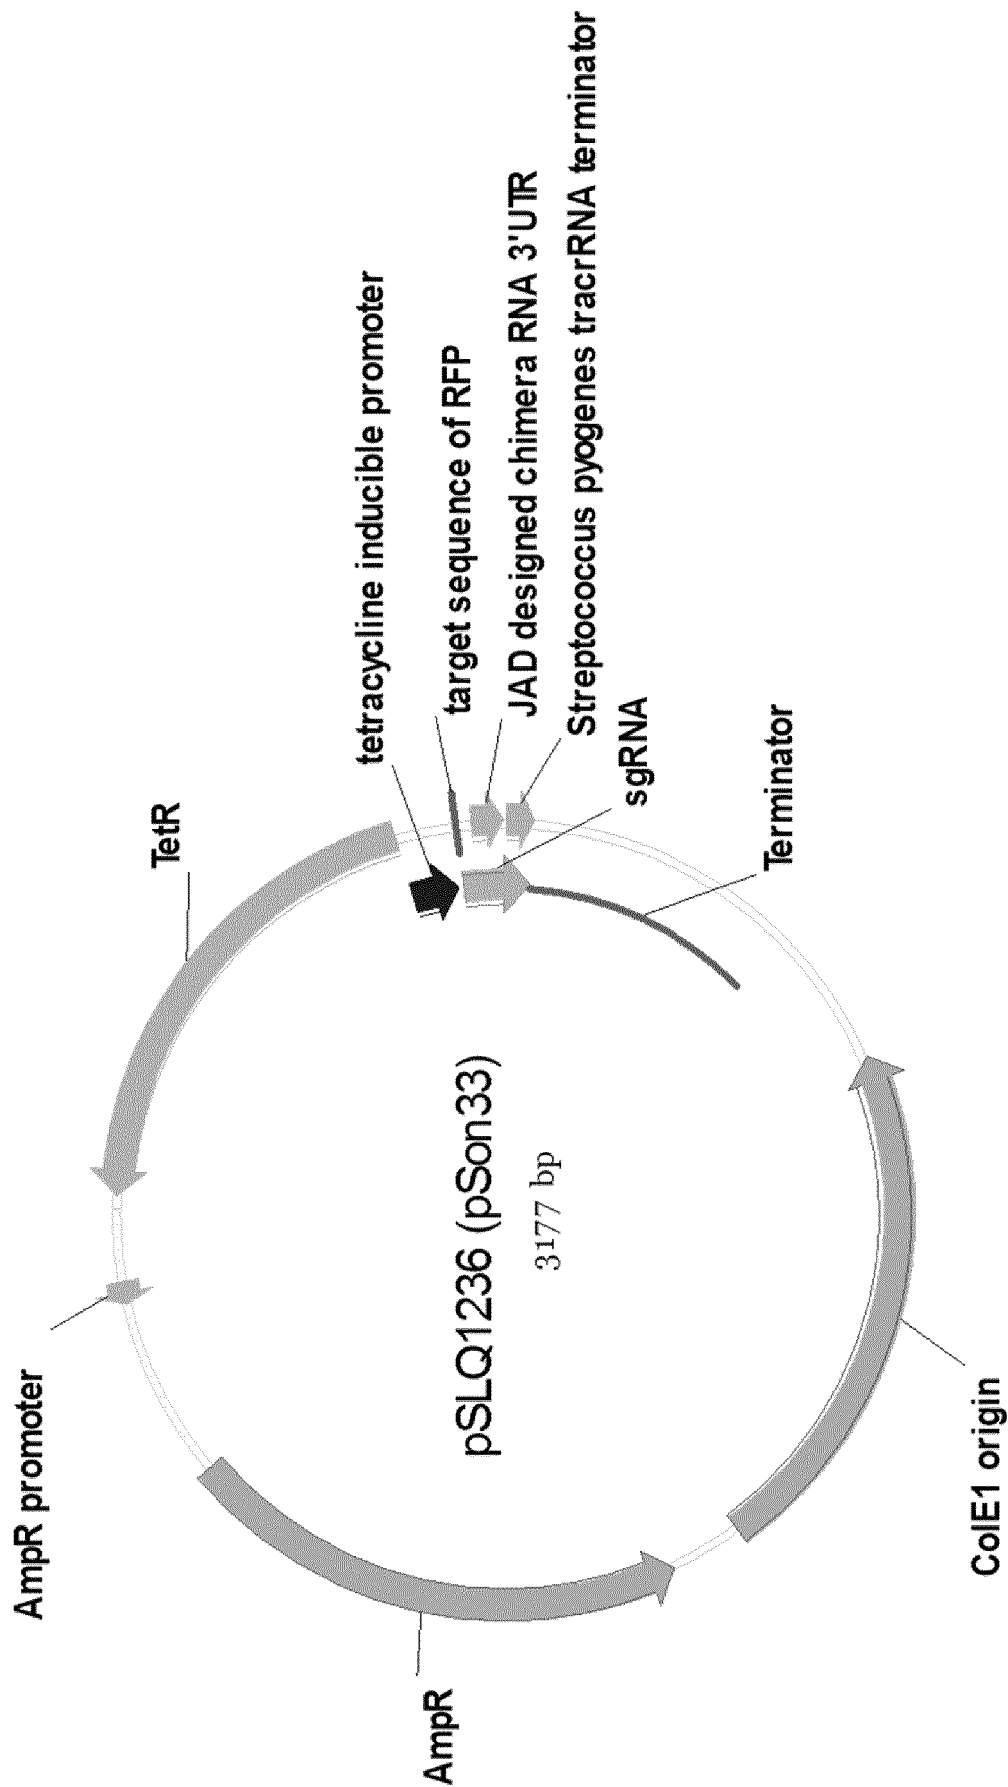 AmpR promoter
TetR
tetracycline inducible promoter
target sequence of RFP
JAD designed chimera RNA 3'UTR
Streptococcus pyogenes tracrRNA terminator
sgRNA
Terminator
pSLQ1236 (pSon33)
3177 bp
AmpR
ColE1 origin